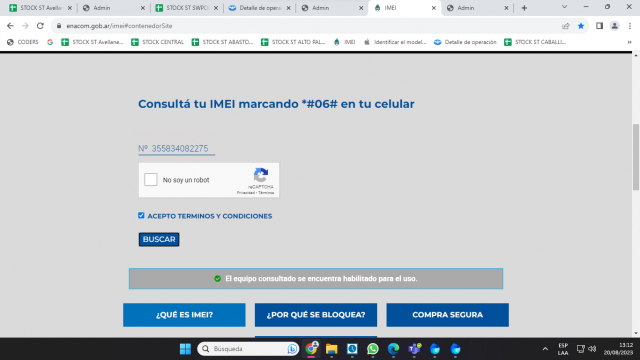 STOCK ST Avellan
Admin
STOCK ST SWPO
Detalle de opera
Admin
IMEI
Admin
enacom.gob.ar/imei#contenedorSite
CODERS
STOCK ST Avellane...
STOCK CENTRAL
STOCK ST ABASTO...
STOCK ST ALTO PAL...
IMEI
Identificar el model...
Detalle de operación
STOCK ST CABALLI...
Consultá tu IMEI marcando *#06# en tu celular
Nº 355834082275
No soy un robot
reCAPTCHA
Privacidad - Términos
ACEPTO TERMINOS Y CONDICIONES
BUSCAR
El equipo consultado se encuentra habilitado para el uso.
¿QUÉ ES IMEI?
¿POR QUÉ SE BLOQUEA?
COMPRA SEGURA
Búsqueda
ESP
LAA
13:12
20/08/2023